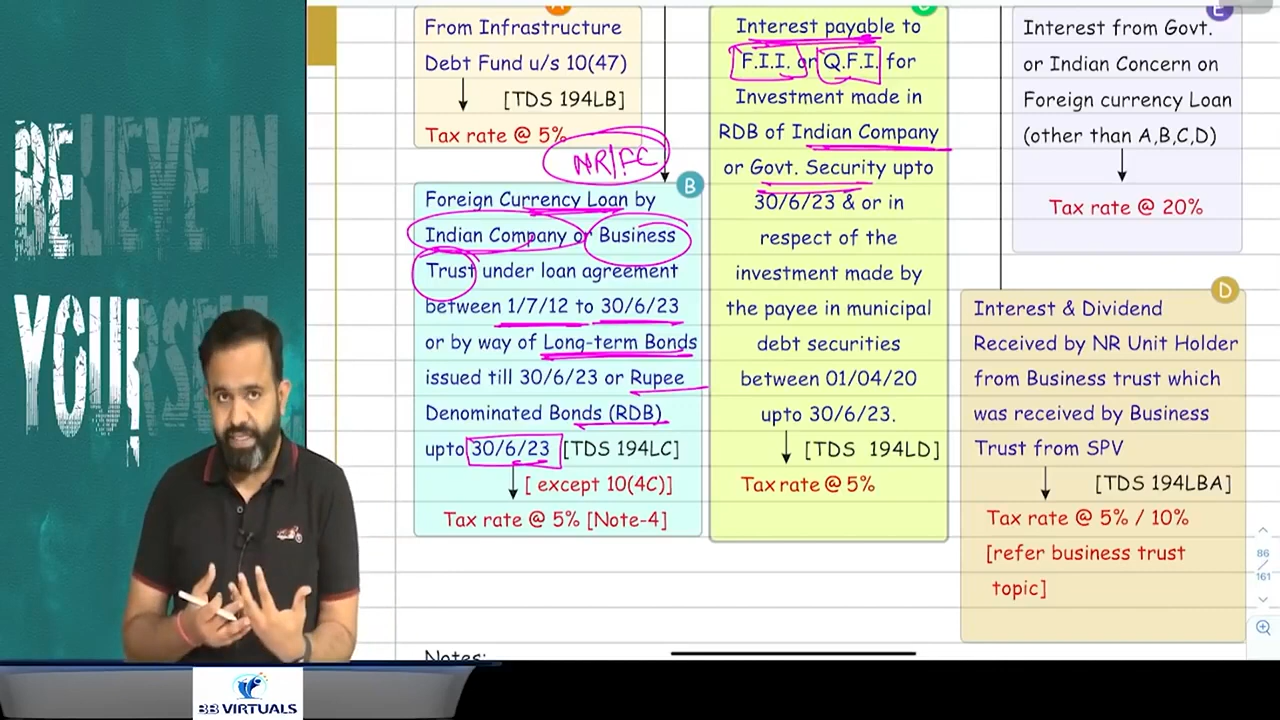 BELIEVE IN
YOURSELF
BB VIRTUALS
A
From Infrastructure
Debt Fund u/s 10(47)
[TDS 194LB]
Tax rate @ 5%
NR/FC
B
Foreign Currency Loan by
Indian Company or Business
Trust under loan agreement
between 1/7/12 to 30/6/23
or by way of Long-term Bonds
issued till 30/6/23 or Rupee
Denominated Bonds (RDB)
upto 30/6/23 [TDS 194LC]
[ except 10(4C)]
Tax rate @ 5% [Note-4]
C
Interest payable to
F.I.I. or Q.F.I. for
Investment made in
RDB of Indian Company
or Govt. Security upto
30/6/23 & or in
respect of the
investment made by
the payee in municipal
debt securities
between 01/04/20
upto 30/6/23.
[TDS 194LD]
Tax rate @ 5%
E
Interest from Govt.
or Indian Concern on
Foreign currency Loan
(other than A,B,C,D)
Tax rate @ 20%
D
Interest & Dividend
Received by NR Unit Holder
from Business trust which
was received by Business
Trust from SPV
[TDS 194LBA]
Tax rate @ 5% / 10%
[refer business trust
topic]
86
161
Notes: